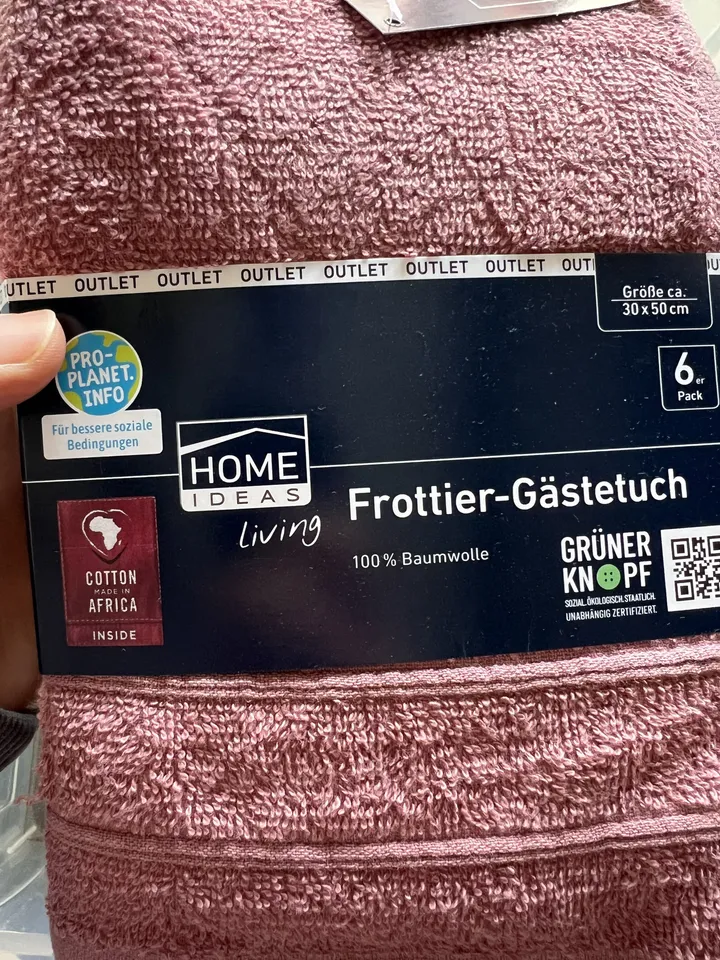 OUTLET OUTLET OUTLET OUTLET OUTLET OUTLET
Größe ca.
30 x 50 cm
6er
Pack
PRO-
PLANET.
INFO
Für bessere soziale
Bedingungen
HOME
IDEAS
living
Frottier-Gästetuch
100 % Baumwolle
COTTON
MADE IN
AFRICA
INSIDE
GRÜNER
KNOPF
SOZIAL. ÖKOLOGISCH. STAATLICH.
UNABHÄNGIG ZERTIFIZIERT.